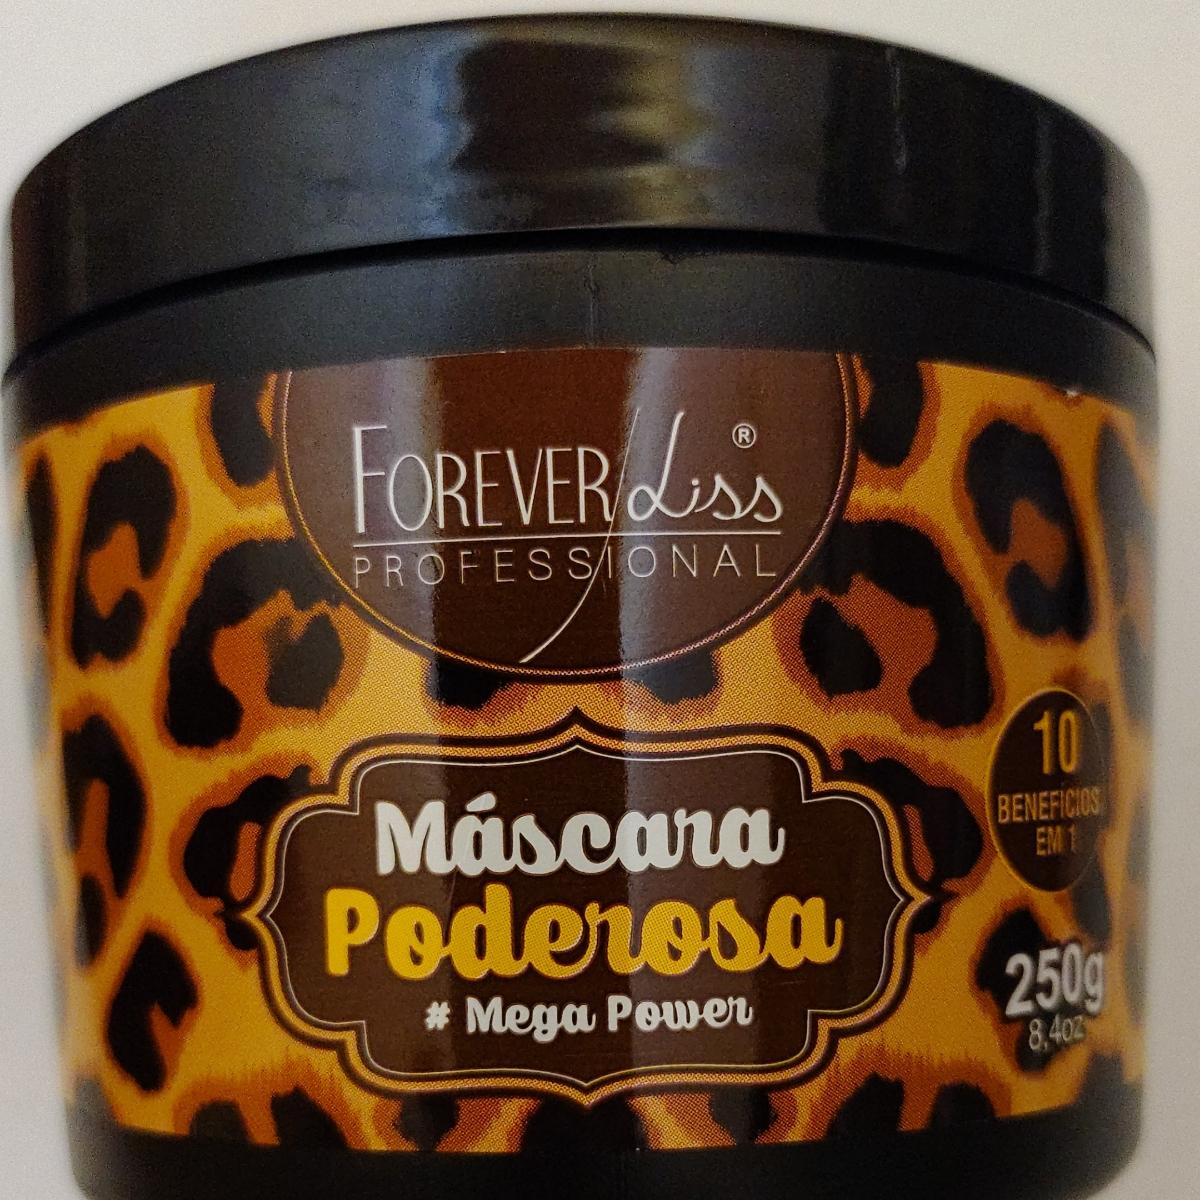 FOREVER Liss ®
PROFESSIONAL
Máscara
Poderosa
# Mega Power
10
BENEFÍCIOS
EM 1
250g
8,4oz